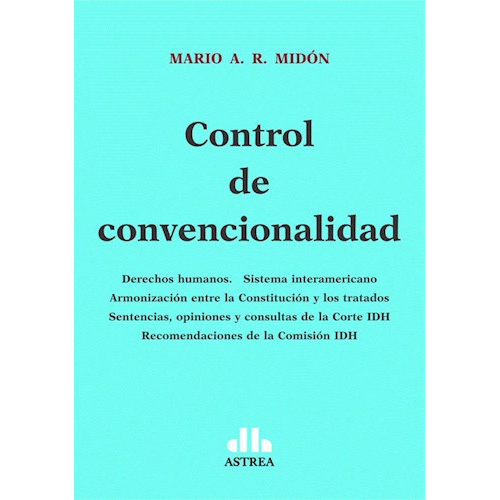 MARIO A. R. MIDÓN
Control
de
convencionalidad
Derechos humanos. Sistema interamericano
Armonización entre la Constitución y los tratados
Sentencias, opiniones y consultas de la Corte IDH
Recomendaciones de la Comisión IDH
ASTREA